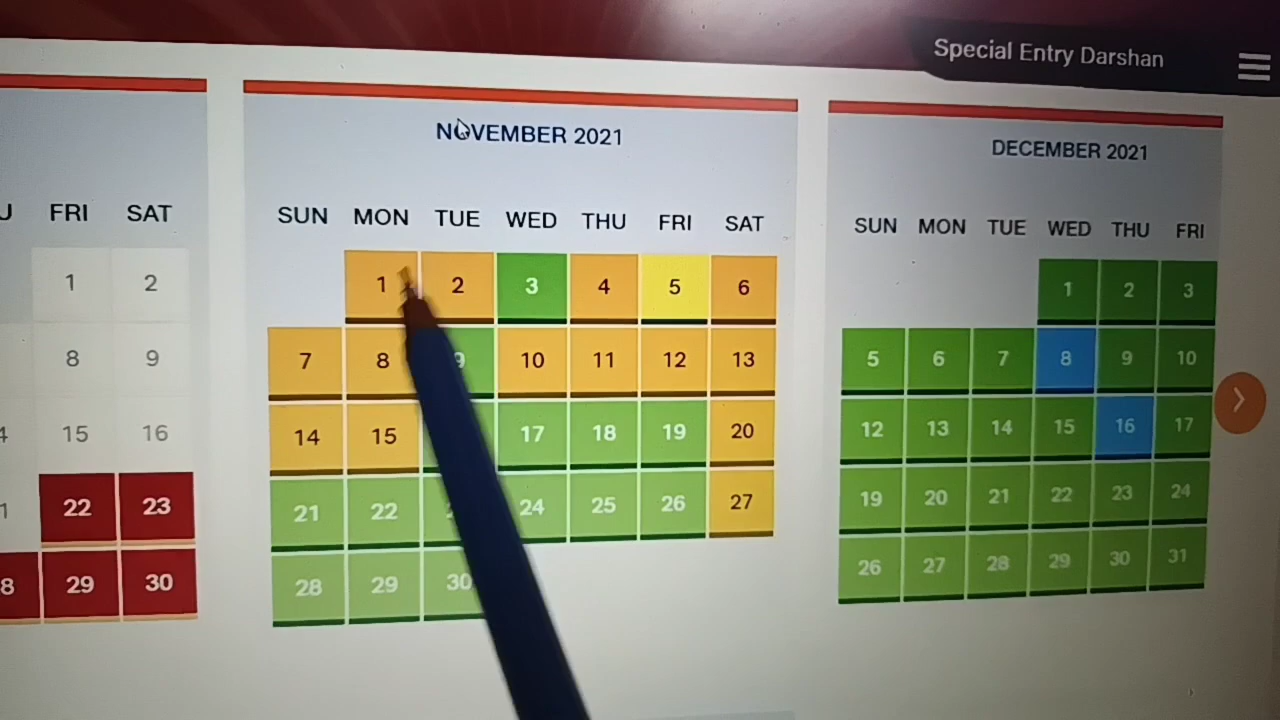 Special Entry Darshan
NOVEMBER 2021
DECEMBER 2021
FRI SAT
1 2
8 9
15 16
22 23
29 30
SUN MON TUE WED THU FRI SAT
1 2 3 4 5 6
7 8 9 10 11 12 13
14 15 17 18 19 20
21 22 24 25 26 27
28 29 30
SUN MON TUE WED THU FRI
1 2 3
5 6 7 8 9 10
12 13 14 15 16 17
19 20 21 22 23 24
26 27 28 29 30 31